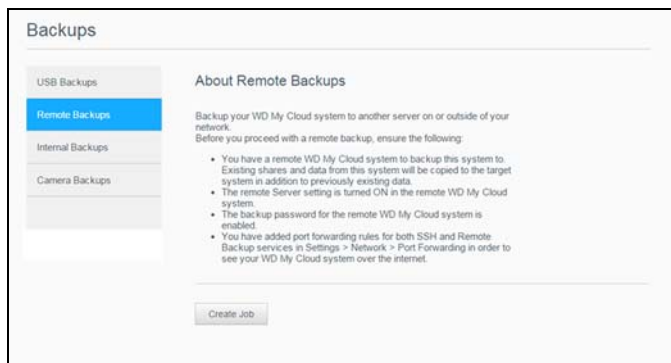 Backups
USB Backups
Remote Backups
Internal Backups
Camera Backups
About Remote Backups
Backup your WD My Cloud system to another server on or outside of your
network.
Before you proceed with a remote backup, ensure the following:
• You have a remote WD My Cloud system to backup this system to.
Existing shares and data from this system will be copied to the target
system in addition to previously existing data.
• The remote Server setting is turned ON in the remote WD My Cloud
system.
• The backup password for the remote WD My Cloud system is
enabled.
• You have added port forwarding rules for both SSH and Remote
Backup services in Settings > Network > Port Forwarding in order to
see your WD My Cloud system over the internet.
Create Job